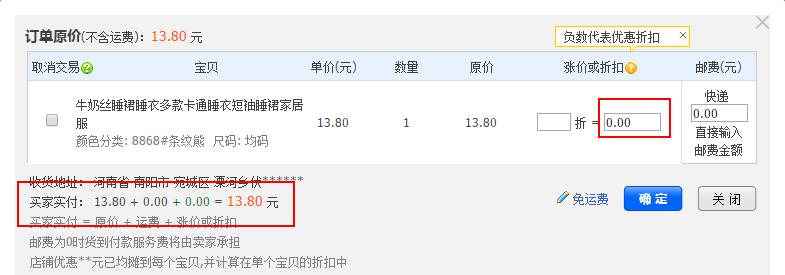 订单原价(不含运费): 13.80 元
负数代表优惠折扣
取消交易 宝贝 单价(元) 数量 原价 涨价或折扣 邮费(元)
牛奶丝睡裙睡衣多款卡通睡衣短袖睡裙家居服
颜色分类: 8868#条纹熊 尺码: 均码
13.80 1 13.80 折 = 0.00
快递
0.00
直接输入
邮费金额
收货地址: 河南省 南阳市 宛城区 溧河乡伏******
买家实付: 13.80 + 0.00 + 0.00 = 13.80 元
免运费 确定 关闭
买家实付 = 原价 + 运费 + 涨价或折扣
邮费为0时货到付款服务费将由卖家承担
店铺优惠**元已均摊到每个宝贝,并计算在单个宝贝的折扣中